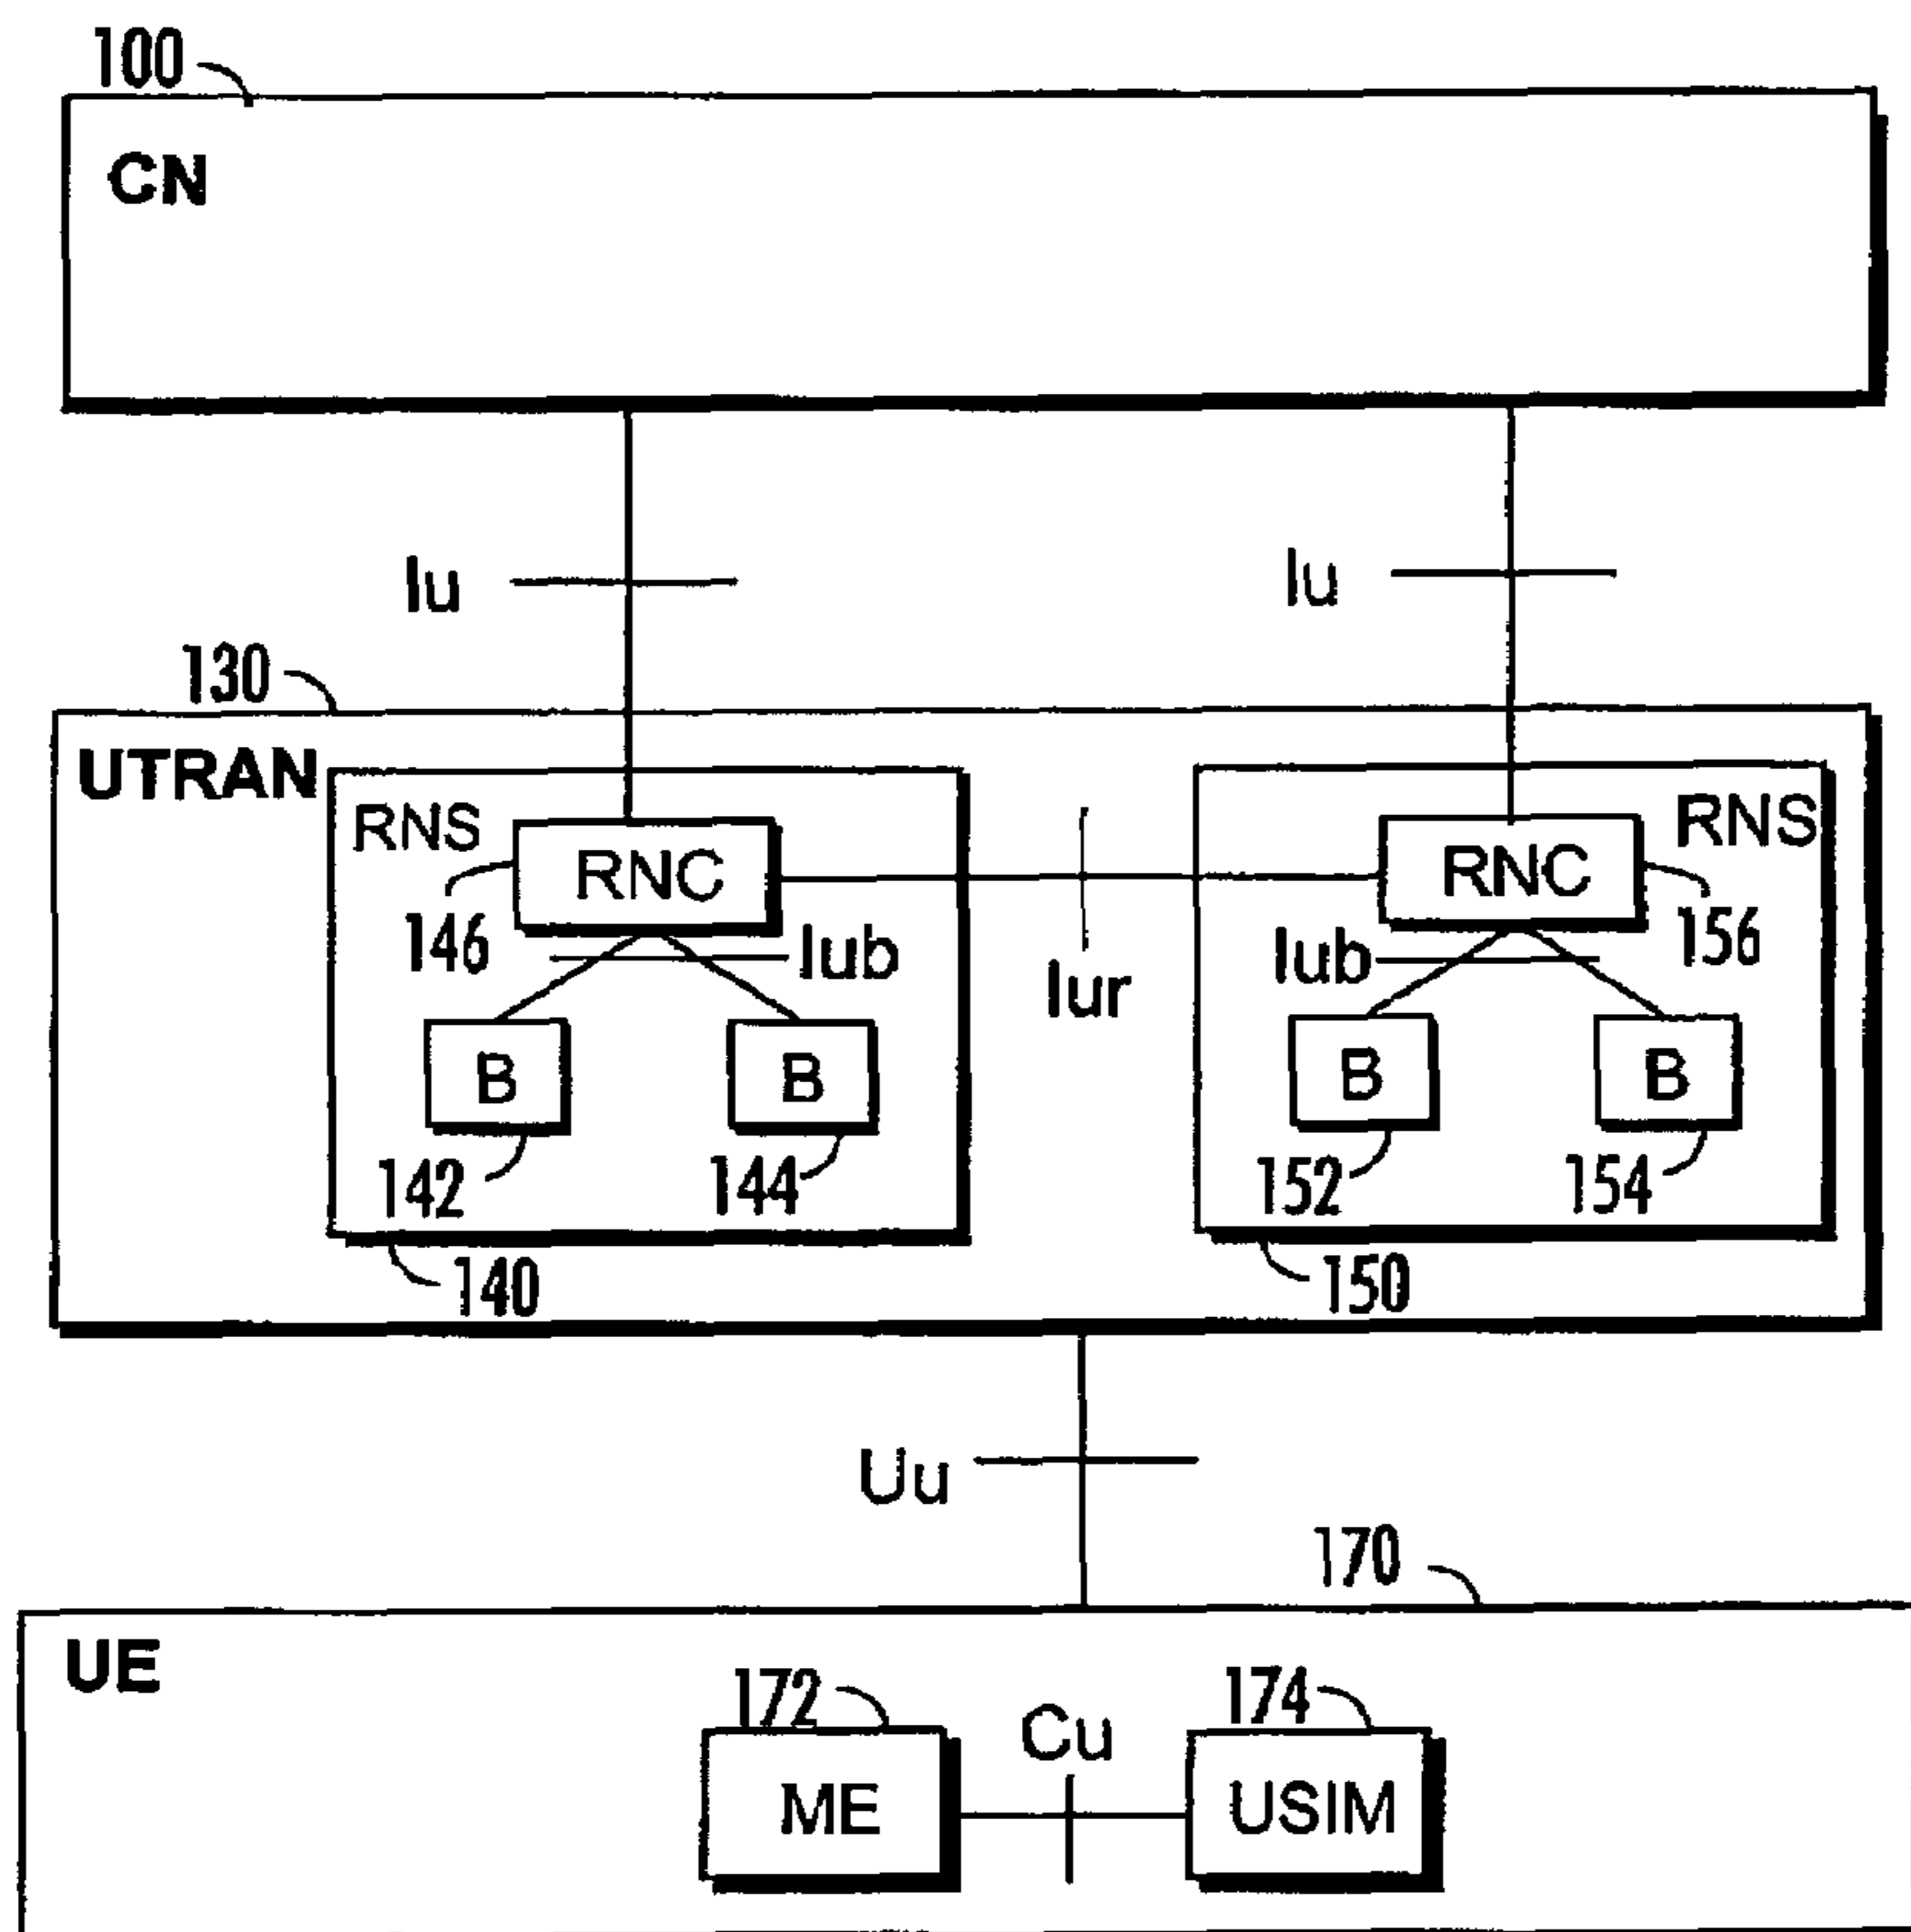 100
CN
Iu
Iu
130
UTRAN
RNS
RNC
146
Iub
Iur
RNS
RNC
156
Iub
B
B
B
B
142
144
152
154
140
150
Uu
170
UE
172
Cu
174
ME
USIM